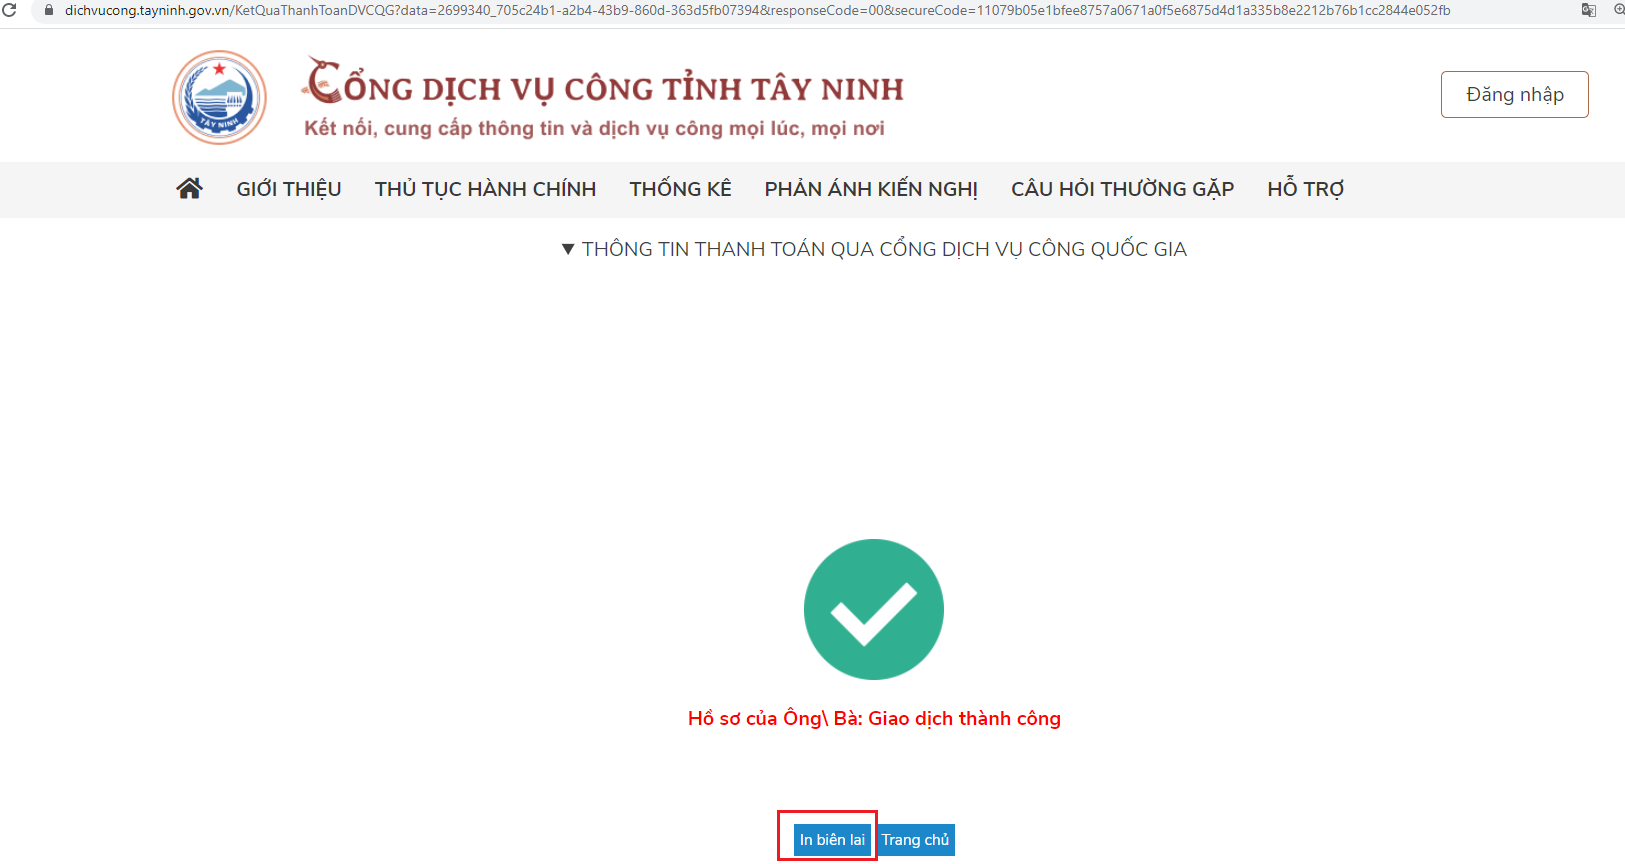 dichvucong.tayninh.gov.vn/KetQuaThanhToanDVCQG?data=2699340_705c24b1-a2b4-43b9-860d-363d5fb07394&responseCode=00&secureCode=11079b05e1bfee8757a0671a0f5e6875d4d1a335b8e2212b76b1cc2844e052fb
TÂY NINH
CỔNG DỊCH VỤ CÔNG TỈNH TÂY NINH
Kết nối, cung cấp thông tin và dịch vụ công mọi lúc, mọi nơi
Đăng nhập
GIỚI THIỆU THỦ TỤC HÀNH CHÍNH THỐNG KÊ PHẢN ÁNH KIẾN NGHỊ CÂU HỎI THƯỜNG GẶP HỖ TRỢ
▼ THÔNG TIN THANH TOÁN QUA CỔNG DỊCH VỤ CÔNG QUỐC GIA
Hồ sơ của Ông\ Bà: Giao dịch thành công
In biên lai Trang chủ